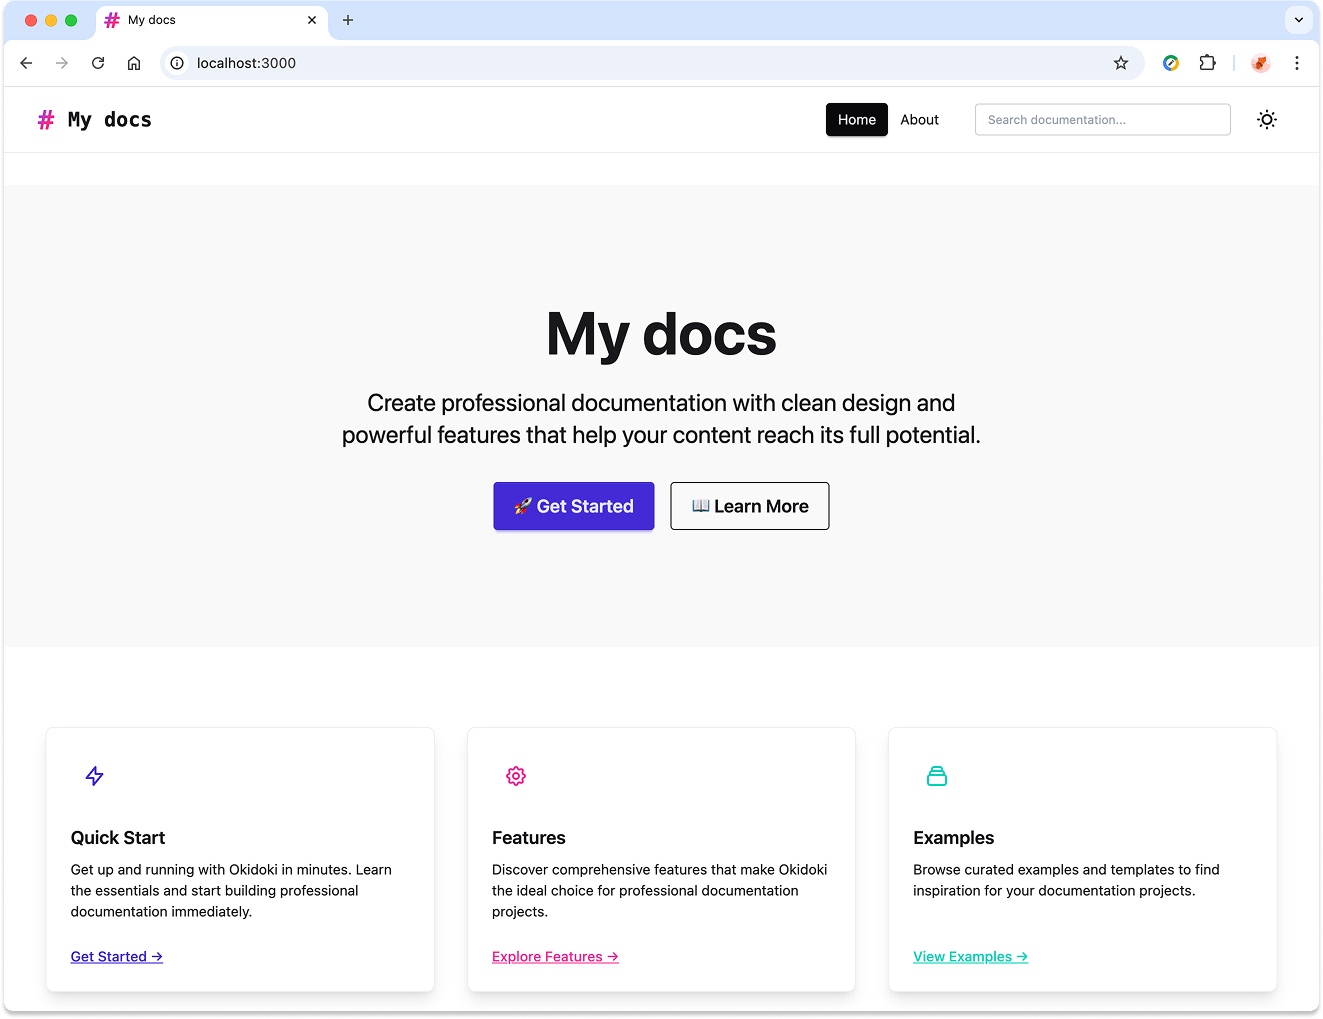 My docs
localhost:3000
# My docs
Home
About
Search documentation...
My docs
Create professional documentation with clean design and
powerful features that help your content reach its full potential.
🚀 Get Started
📖 Learn More
Quick Start
Get up and running with Okidoki in minutes. Learn
the essentials and start building professional
documentation immediately.
Get Started →
Features
Discover comprehensive features that make Okidoki
the ideal choice for professional documentation
projects.
Explore Features →
Examples
Browse curated examples and templates to find
inspiration for your documentation projects.
View Examples →